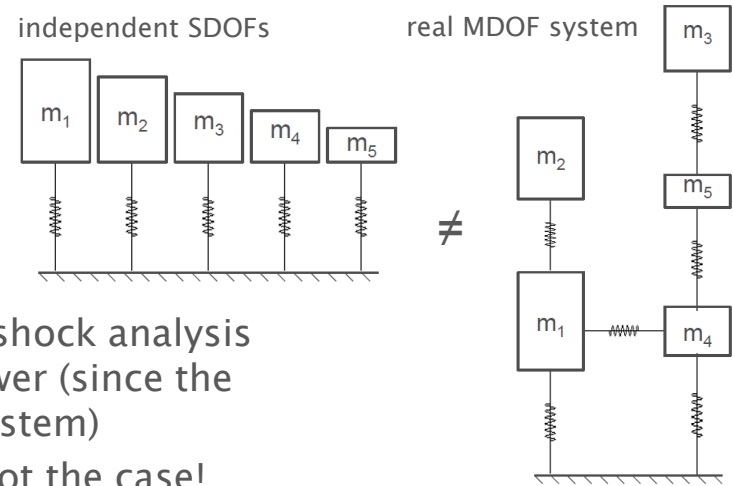 independent SDOFs
real MDOF system
m₁
m₂
m₃
m₄
m₅
≠
m₃
m₂
m₅
m₁
m₄
shock analysis
ver (since the
stem)
ot the case!